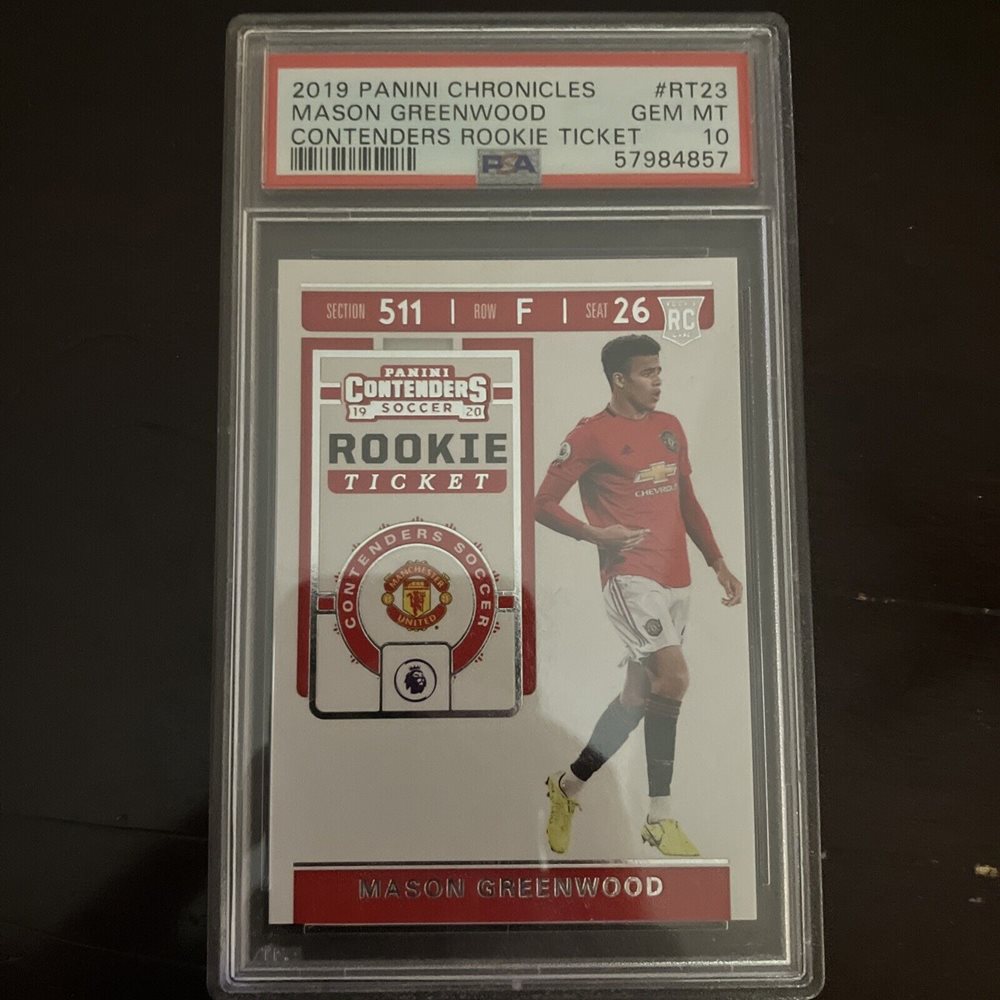 2019 PANINI CHRONICLES #RT23
MASON GREENWOOD GEM MT
CONTENDERS ROOKIE TICKET 10
PSA 57984857
SECTION 511 | ROW F | SEAT 26 RC
PANINI
CONTENDERS
19 SOCCER 20
ROOKIE
TICKET
CONTENDERS SOCCER
MANCHESTER
UNITED
CHEVROLET
MASON GREENWOOD